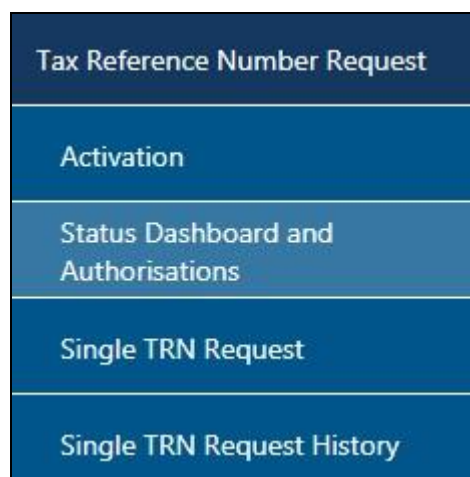 Tax Reference Number Request
Activation
Status Dashboard and
Authorisations
Single TRN Request
Single TRN Request History